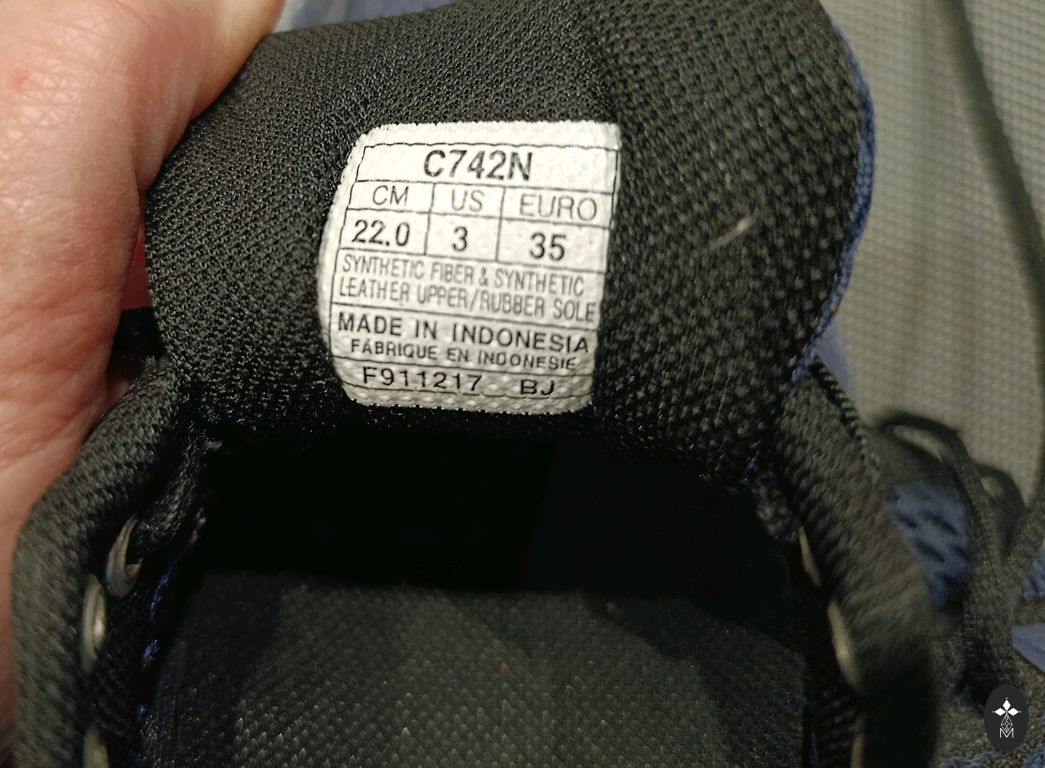 C742N
CM US EURO
22.0 3 35
SYNTHETIC FIBER & SYNTHETIC
LEATHER UPPER/RUBBER SOLE
MADE IN INDONESIA
FABRIQUE EN INDONESIE
F911217 BJ
M